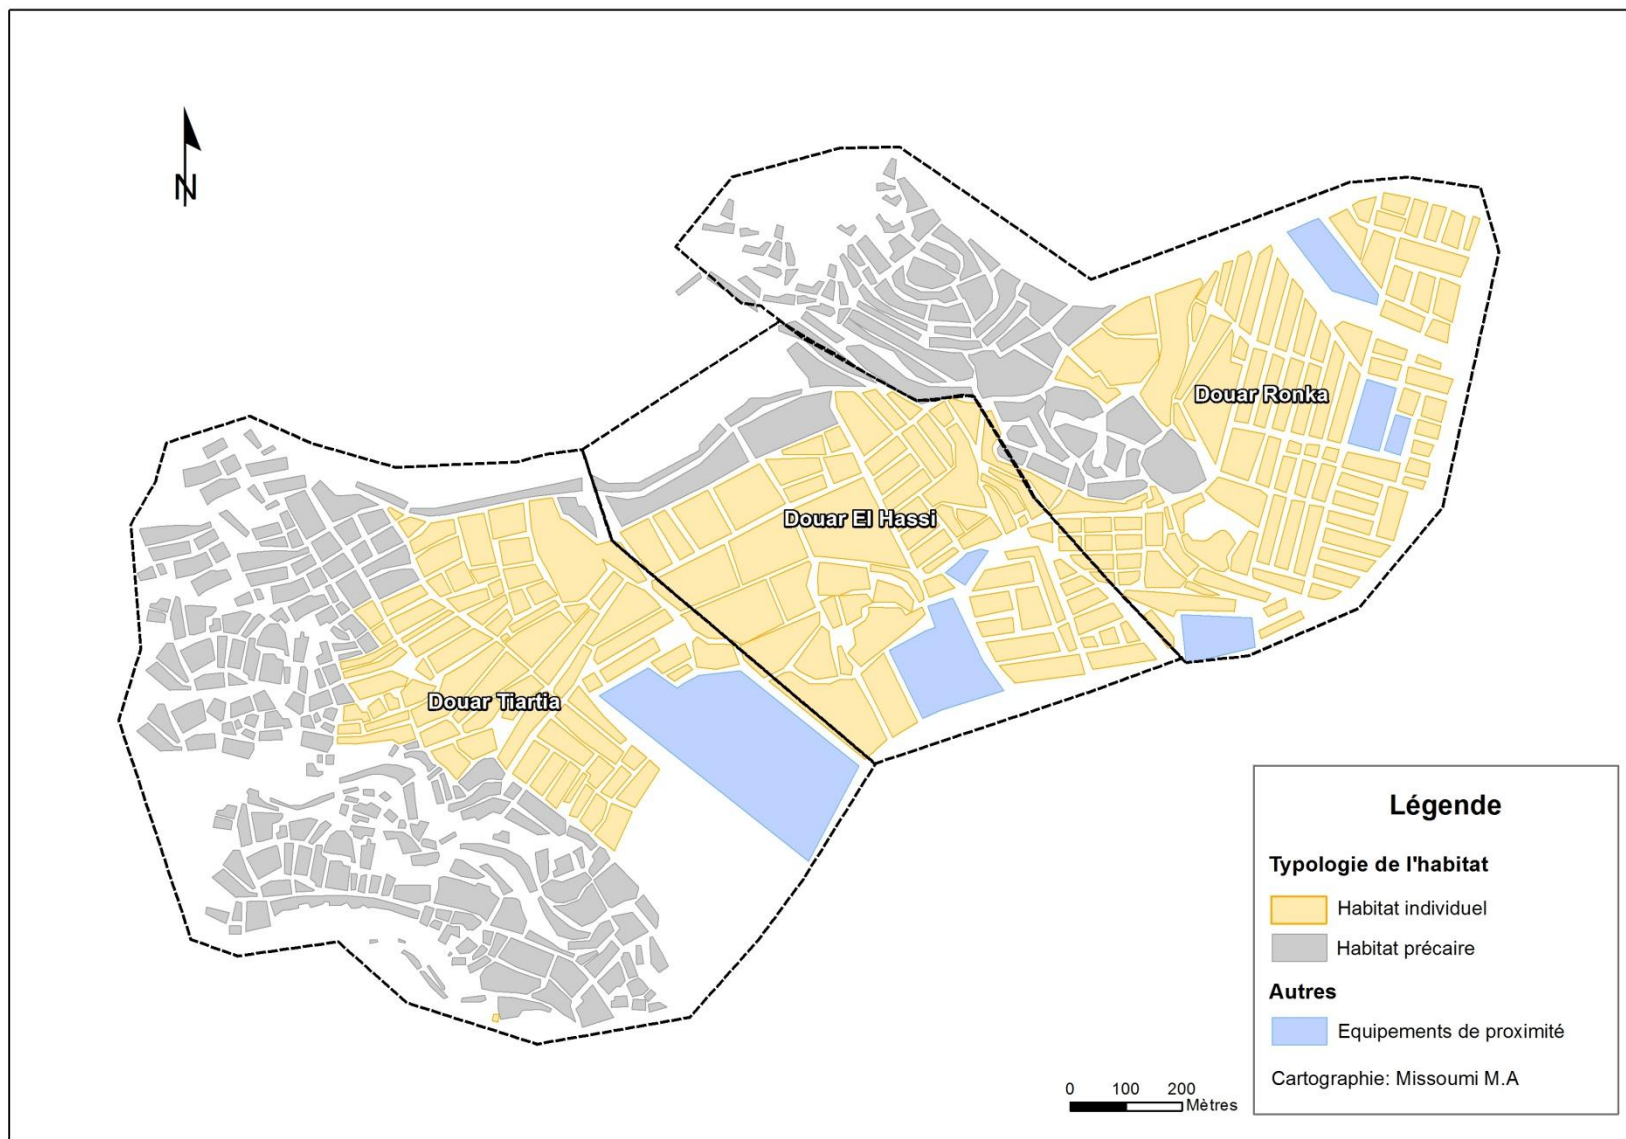 N
Douar Ronka
Douar El Hassi
Douar Tiartia
Légende
Typologie de l'habitat
Habitat individuel
Habitat précaire
Autres
Equipements de proximité
Cartographie: Missoumi M.A
0 100 200
Mètres